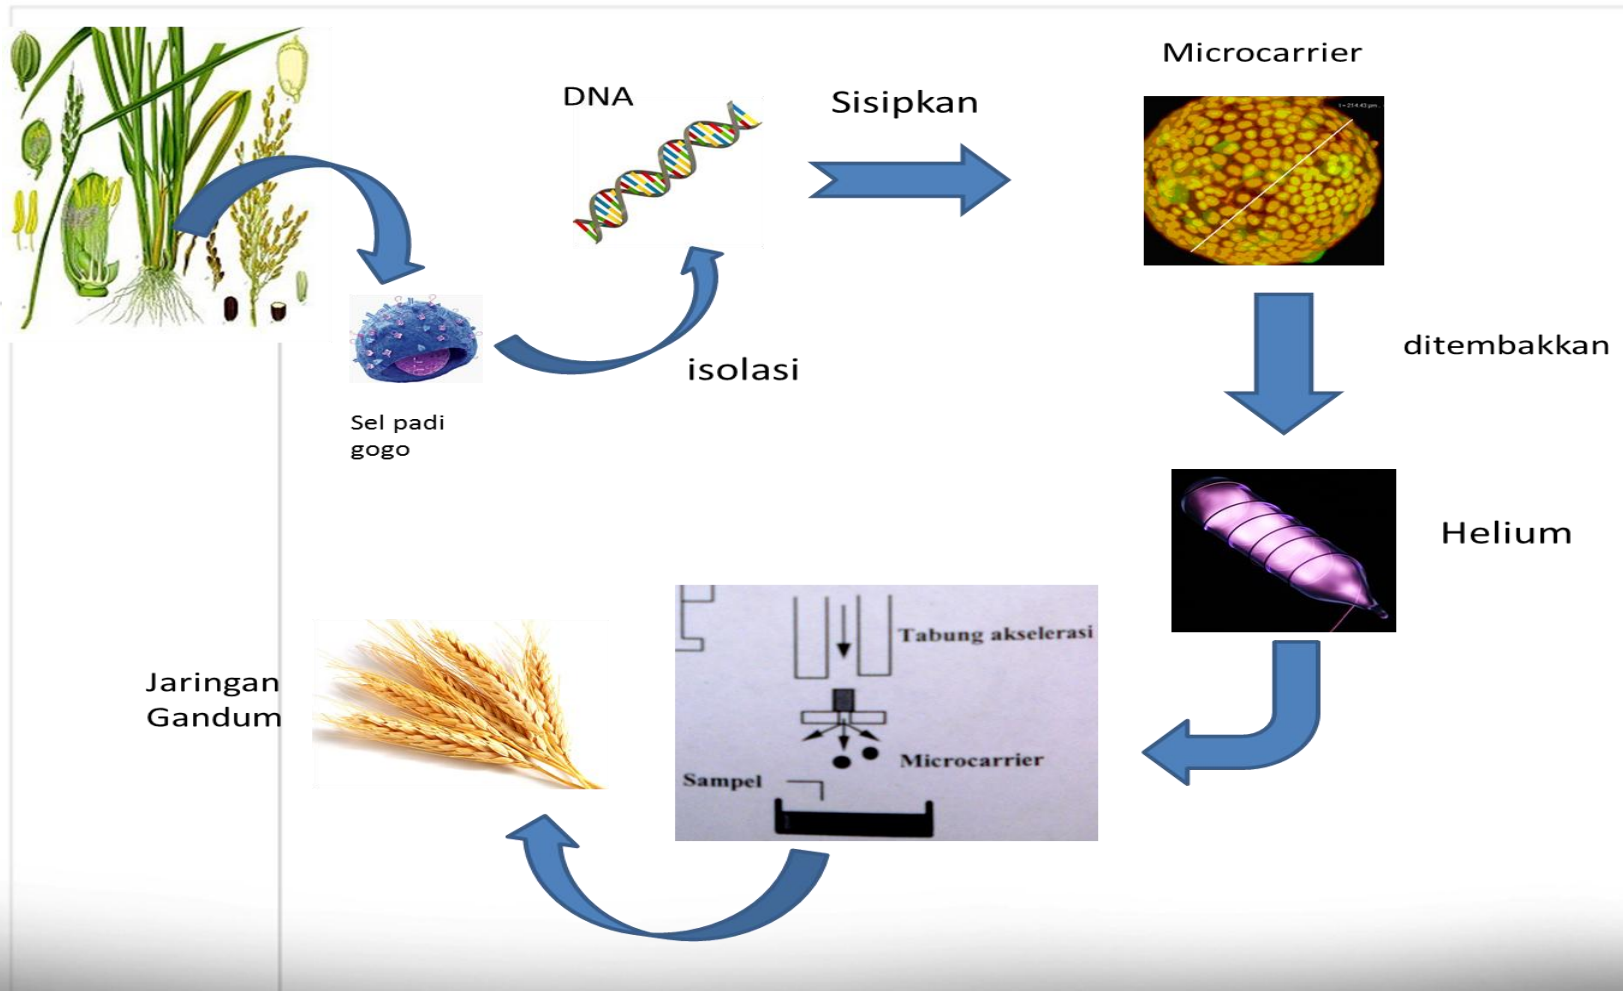 DNA
Sisipkan
Microcarrier
isolasi
Sel padi
gogo
ditembakkan
Helium
Tabung akselerasi
Microcarrier
Sampel
Jaringan
Gandum